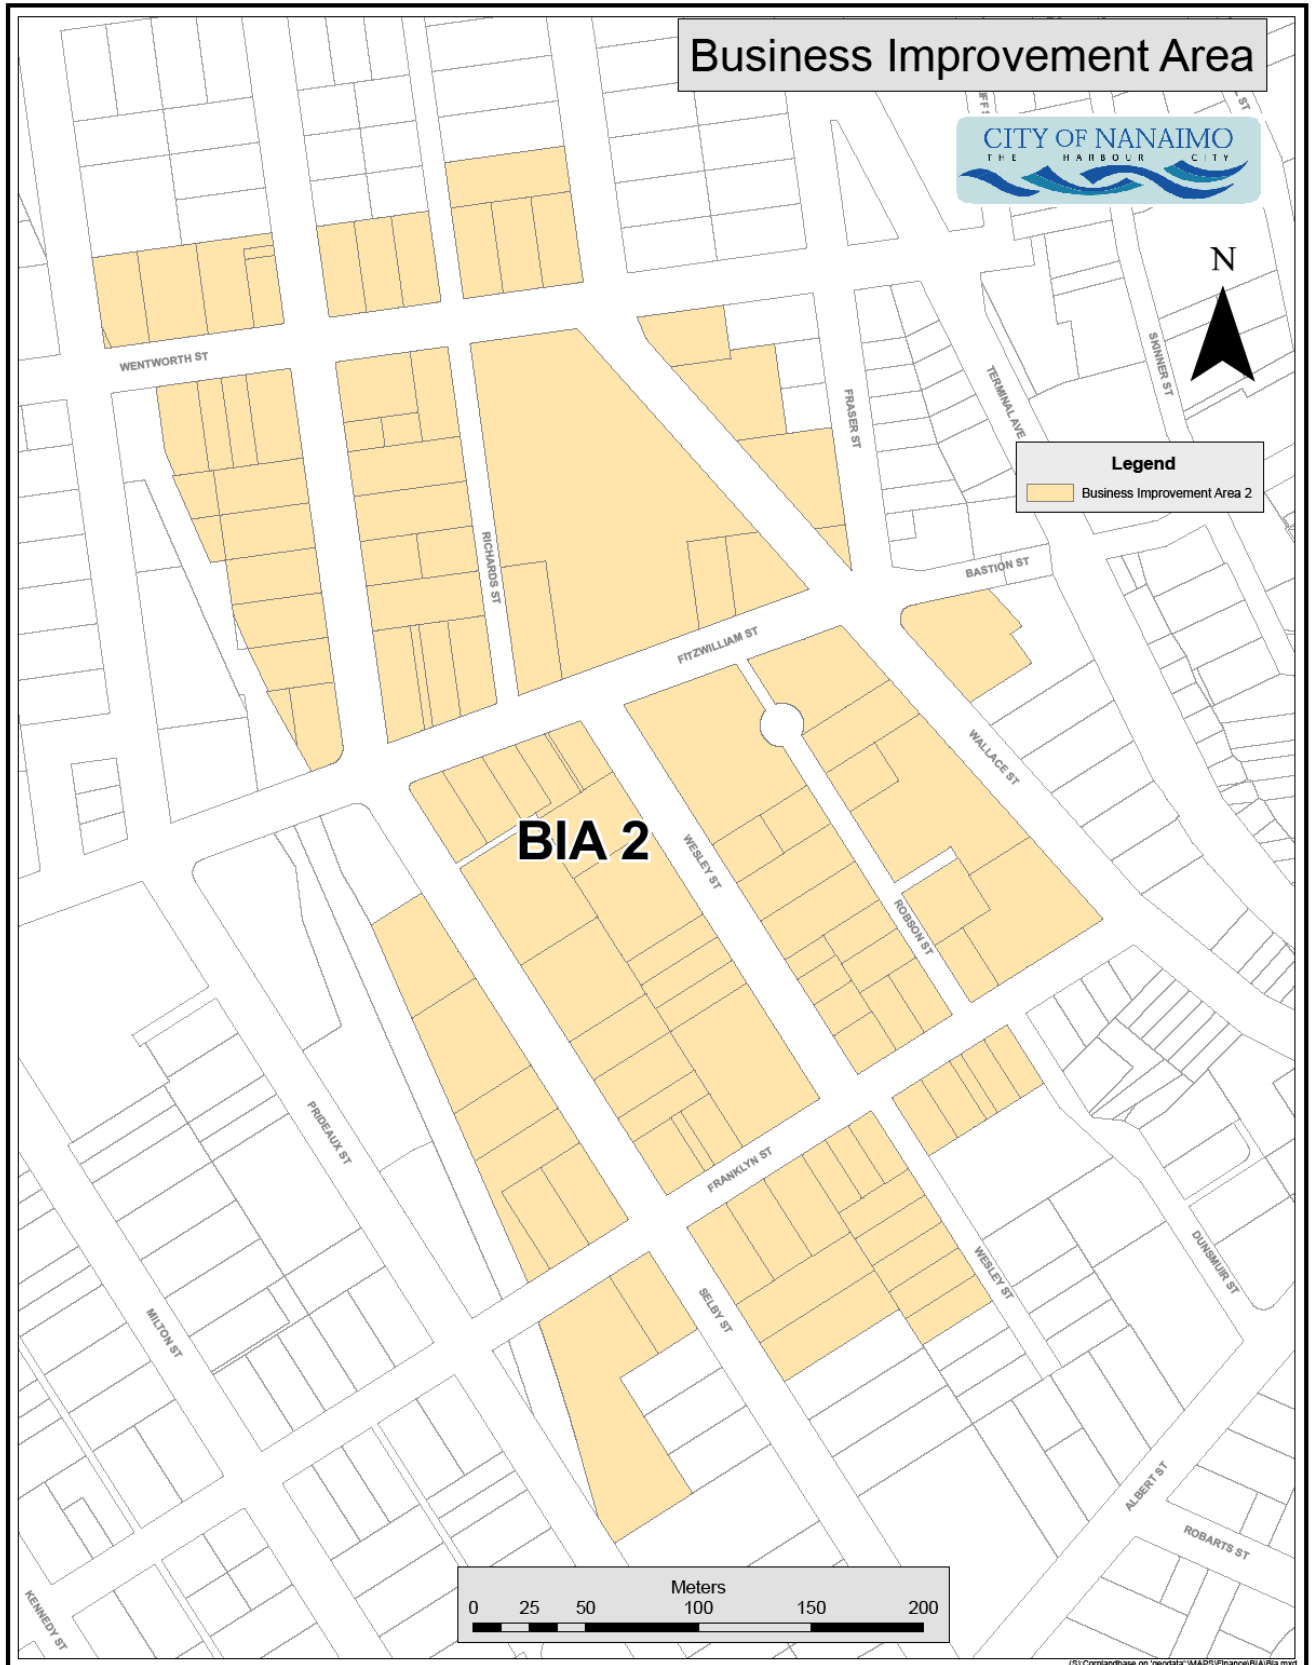 Business Improvement Area
CITY OF NANAIMO
THE HARBOUR CITY
N
WENTWORTH ST
SKINNER ST
TERMINAL AVE
FRASER ST
Legend
Business Improvement Area 2
RICHARDS ST
BASTION ST
FITZWILLIAM ST
WALLACE ST
BIA 2
WESLEY ST
ROBSON ST
PRIDEAUX ST
FRANKLYN ST
DUNSMUIR ST
WESLEY ST
SELBY ST
MILTON ST
ALBERT ST
ROBARTS ST
KENNEDY ST
Meters
0 25 50 100 150 200